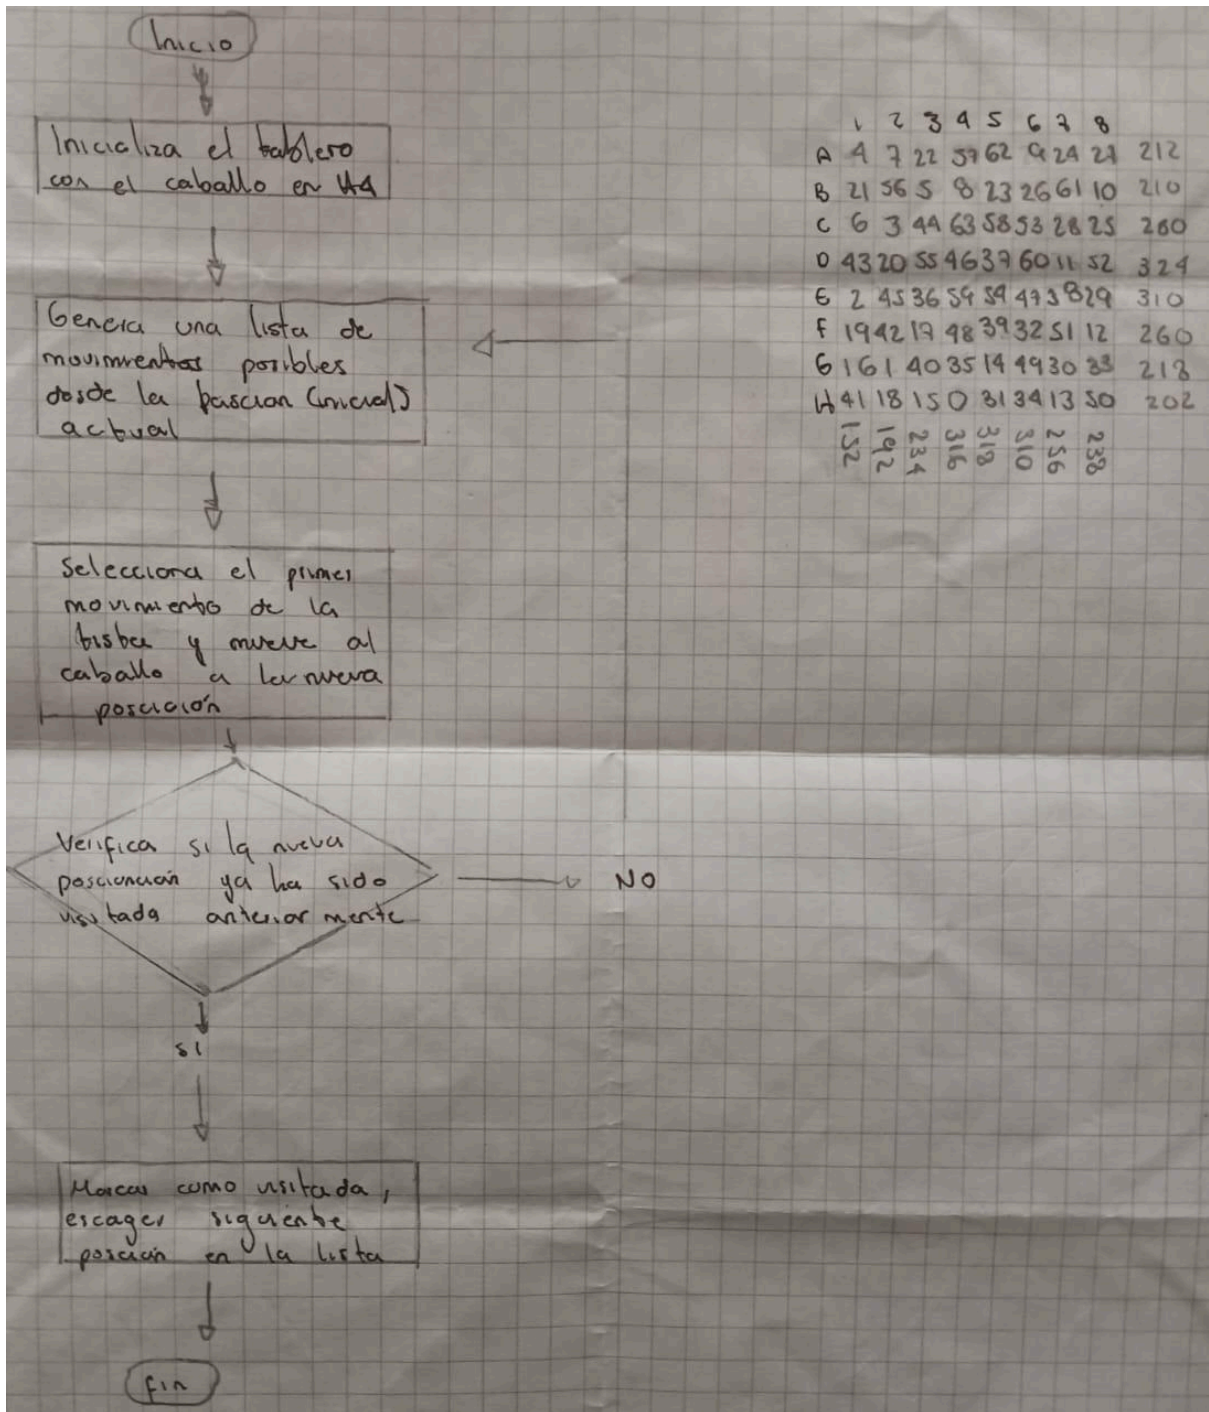 Inicio
Inicializa el tablero
con el caballo en H4
Genera una lista de
movimientos posibles
desde la (inicial)
actual
Selecciona el primer
movimiento de la
y mueve al
caballo a la nueva
Verifica si la nueva
ya ha sido
visitada anteriormente
NO
si
Marcar como visitada,
escager siguiente
posicion en la lista
fin
1 2 3 4 5 6 7 8
A 4 7 22 57 62 9 24 27 212
B 21 56 5 8 23 26 61 10 210
C 6 3 44 63 58 53 28 25 280
D 43 20 55 46 37 60 11 52 324
E 2 45 36 59 54 47 38 29 310
F 19 42 17 48 39 32 51 12 260
G 16 1 40 35 14 49 30 33 218
H 41 18 15 0 31 34 13 50 202
152 192 234 316 318 310 256 238